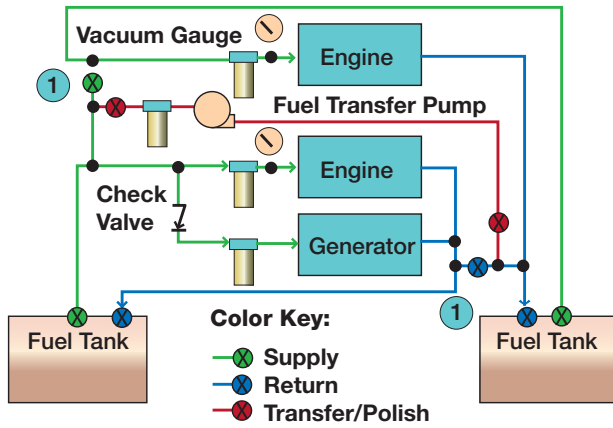 Vacuum Gauge
Engine
1
Fuel Transfer Pump
Engine
Check
Valve
Generator
1
Fuel Tank
Color Key:
Supply
Return
Transfer/Polish
Fuel Tank